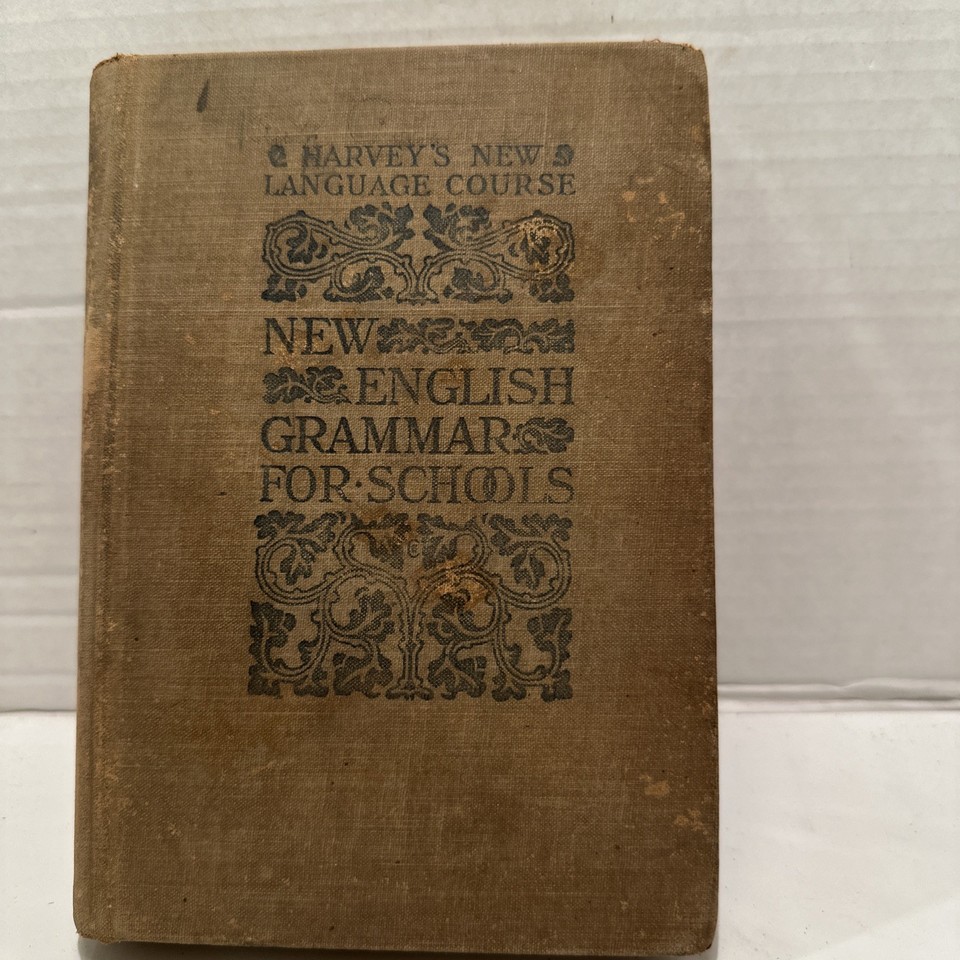 HARVEY'S NEW
LANGUAGE COURSE
NEW
ENGLISH
GRAMMAR
FOR·SCHOOLS
C